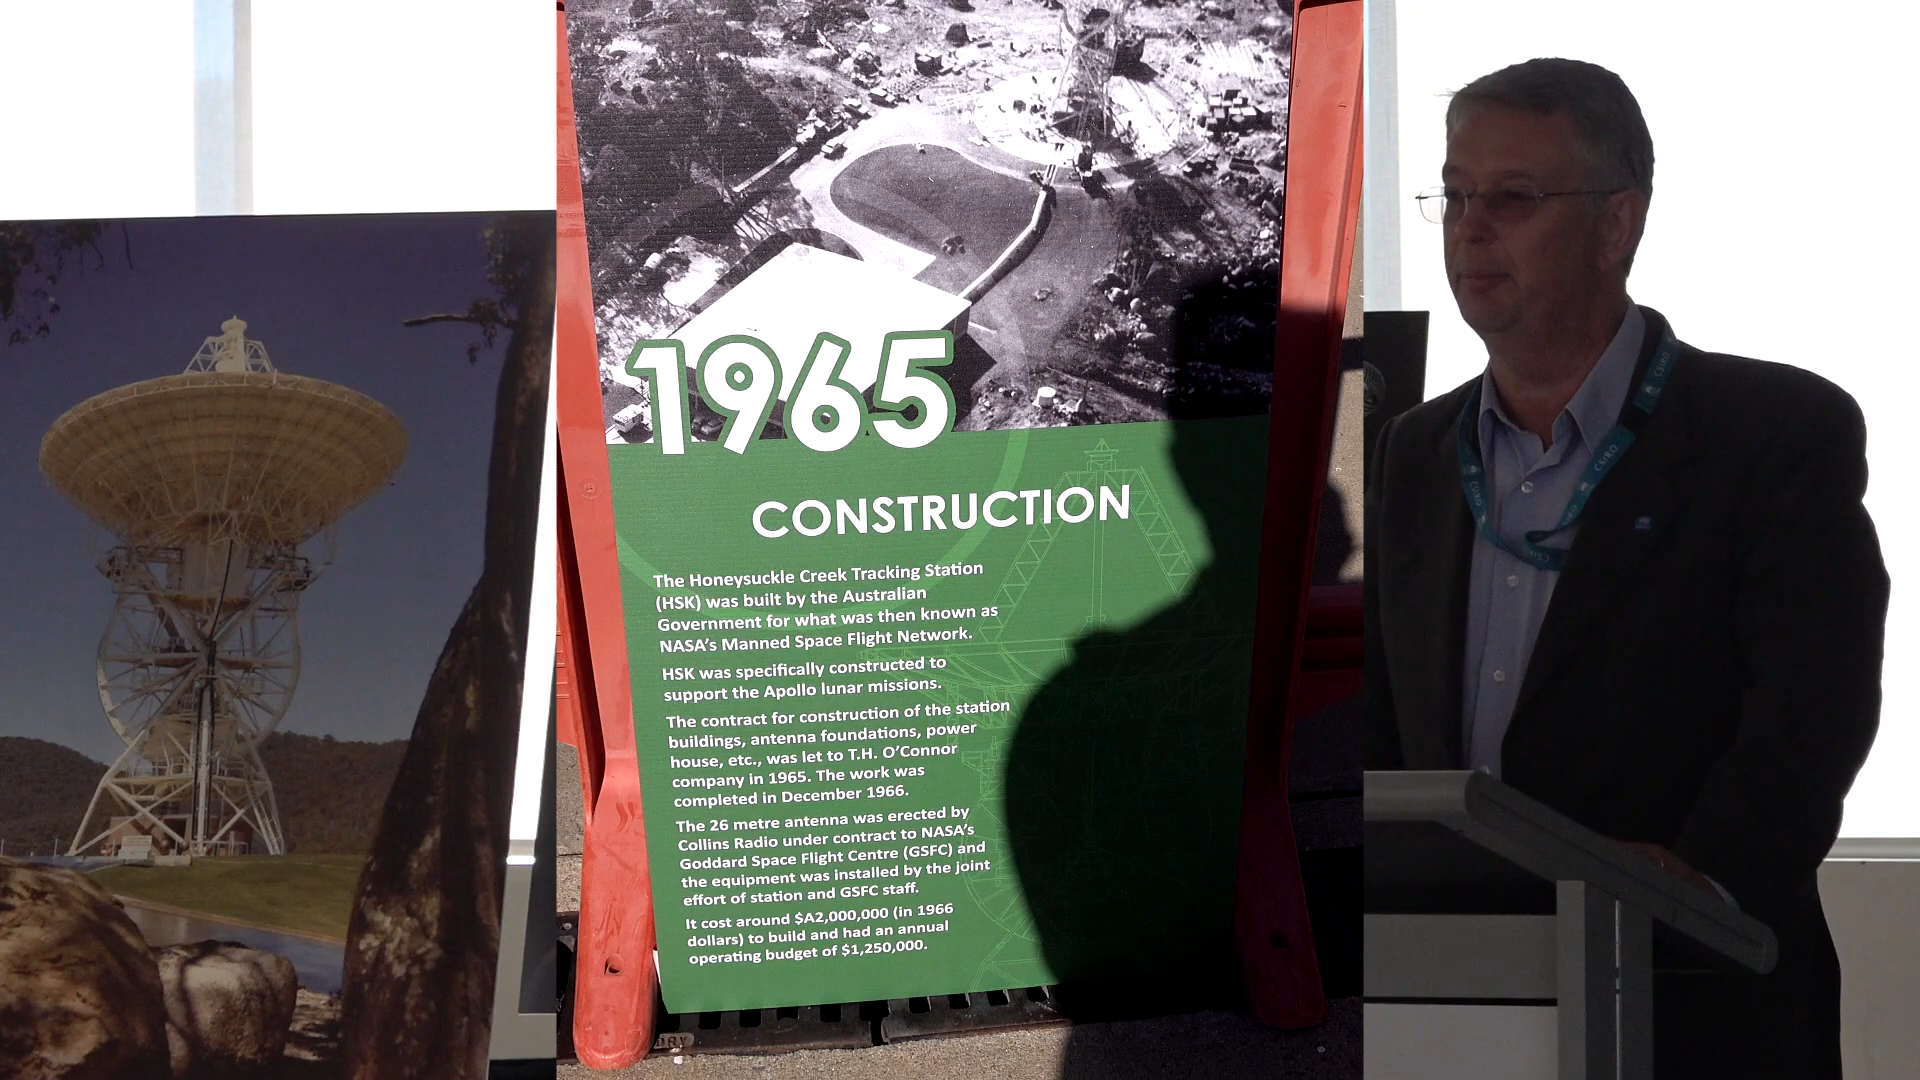 1965
CONSTRUCTION
The Honeysuckle Creek Tracking Station
(HSK) was built by the Australian
Government for what was then known as
NASA's Manned Space Flight Network.
HSK was specifically constructed to
support the Apollo lunar missions.
The contract for construction of the station
buildings, antenna foundations, power
house, etc., was let to T.H. O'Connor
company in 1965. The work was
completed in December 1966.
The 26 metre antenna was erected by
Collins Radio under contract to NASA's
Goddard Space Flight Centre (GSFC) and
the equipment was installed by the joint
effort of station and GSFC staff.
It cost around $A2,000,000 (in 1966
dollars) to build and had an annual
operating budget of $1,250,000.
CSIRO
CSIRO
CSIRO
CSIRO